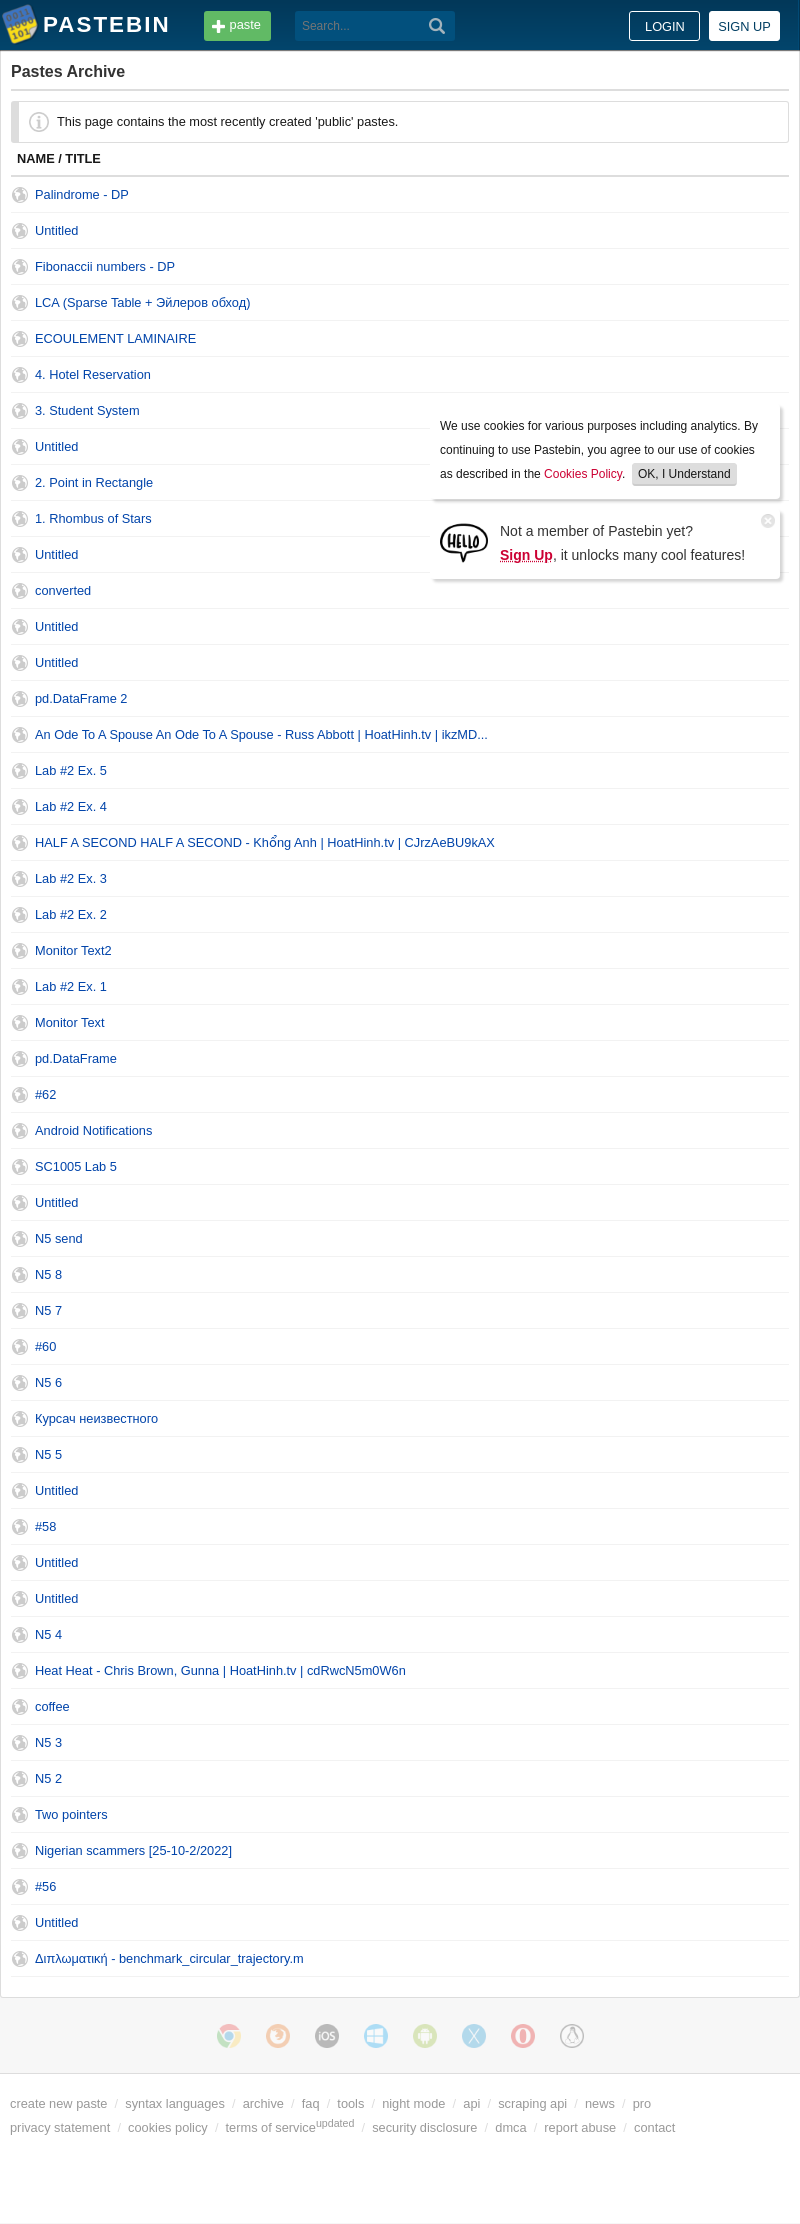 PASTEBIN paste Search... LOGIN SIGN UP
Pastes Archive
This page contains the most recently created 'public' pastes.
NAME / TITLE
Palindrome - DP
Untitled
Fibonaccii numbers - DP
LCA (Sparse Table + Эйлеров обход)
ECOULEMENT LAMINAIRE
4. Hotel Reservation
3. Student System
Untitled
2. Point in Rectangle
1. Rhombus of Stars
Untitled
converted
Untitled
Untitled
pd.DataFrame 2
An Ode To A Spouse An Ode To A Spouse - Russ Abbott | HoatHinh.tv | ikzMD...
Lab #2 Ex. 5
Lab #2 Ex. 4
HALF A SECOND HALF A SECOND - Khổng Anh | HoatHinh.tv | CJrzAeBU9kAX
Lab #2 Ex. 3
Lab #2 Ex. 2
Monitor Text2
Lab #2 Ex. 1
Monitor Text
pd.DataFrame
#62
Android Notifications
SC1005 Lab 5
Untitled
N5 send
N5 8
N5 7
#60
N5 6
Курсач неизвестного
N5 5
Untitled
#58
Untitled
Untitled
N5 4
Heat Heat - Chris Brown, Gunna | HoatHinh.tv | cdRwcN5m0W6n
coffee
N5 3
N5 2
Two pointers
Nigerian scammers [25-10-2/2022]
#56
Untitled
Διπλωματική - benchmark_circular_trajectory.m
We use cookies for various purposes including analytics. By
continuing to use Pastebin, you agree to our use of cookies
as described in the Cookies Policy. OK, I Understand
HELLO
Not a member of Pastebin yet?
Sign Up, it unlocks many cool features!
iOS
create new paste / syntax languages / archive / faq / tools / night mode / api / scraping api / news / pro
privacy statement / cookies policy / terms of service updated / security disclosure / dmca / report abuse / contact